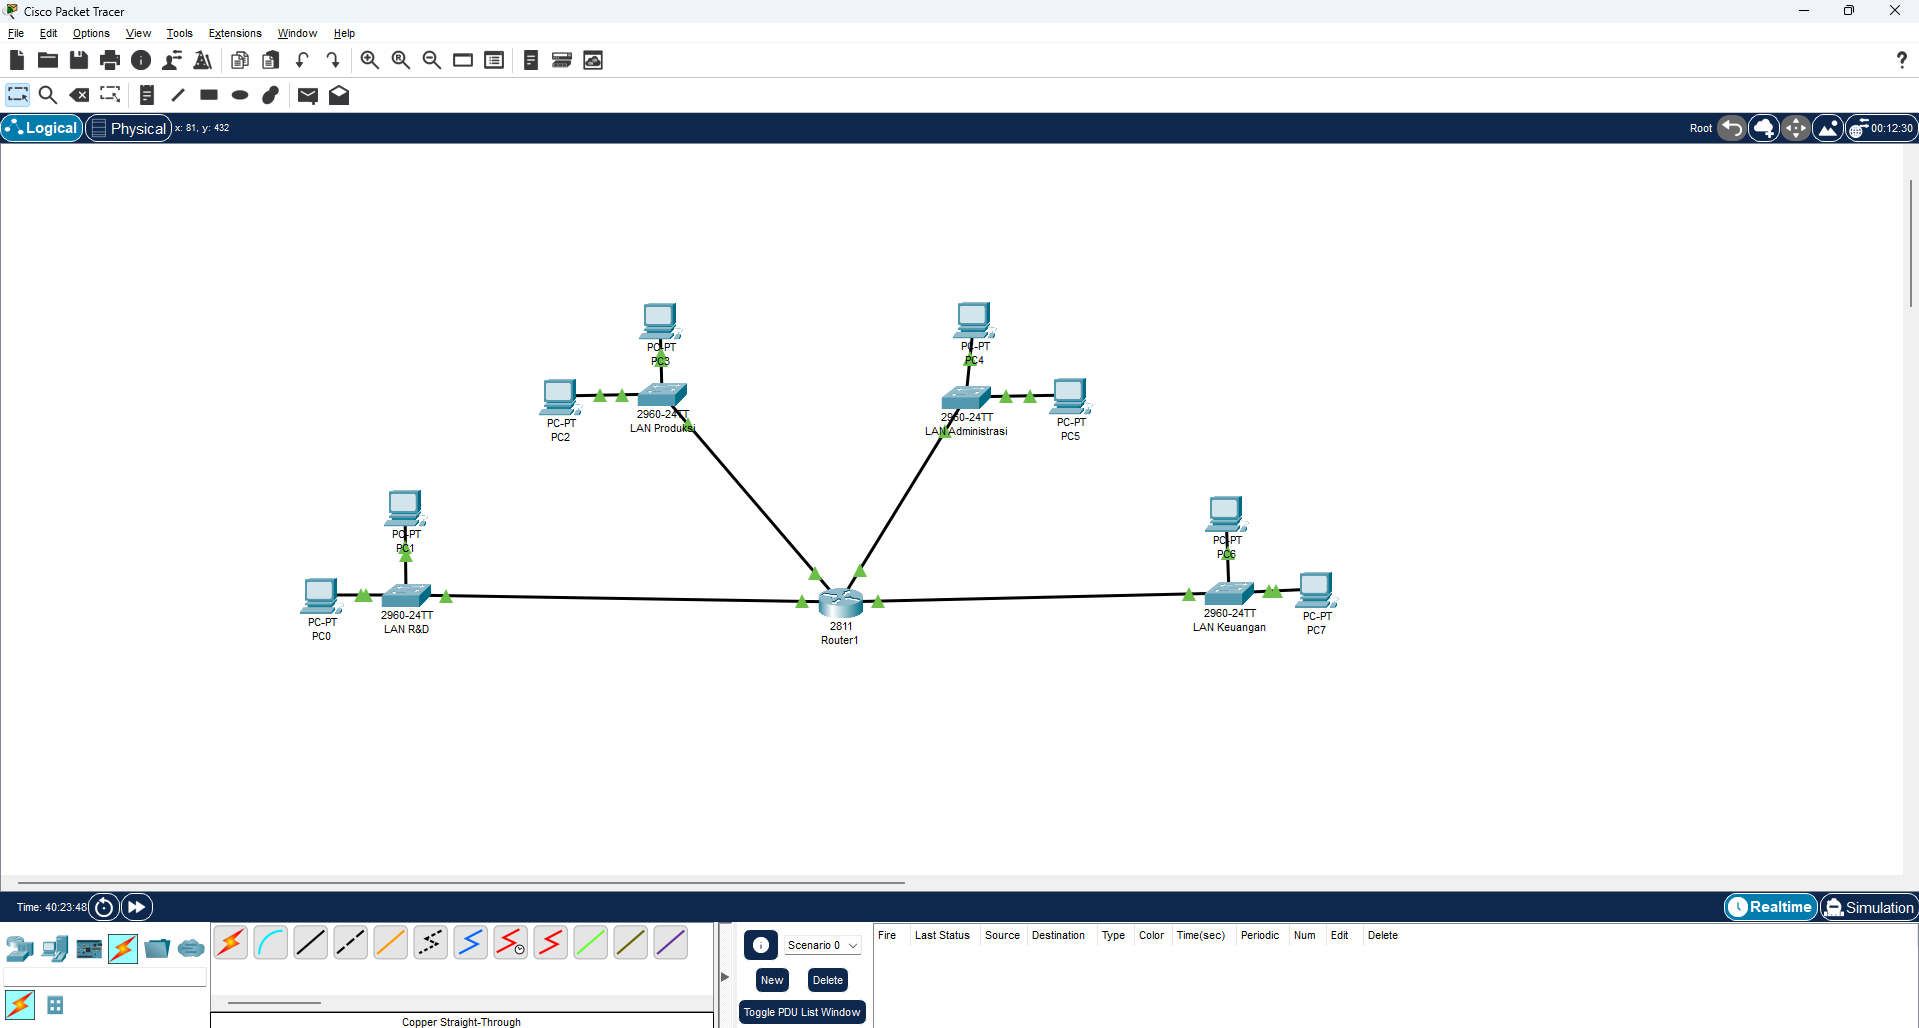 Cisco Packet Tracer
File Edit Options View Tools Extensions Window Help
Logical Physical x: 81, y: 432 Root 00:12:30
PC-PT
PC3
PC-PT
PC4
PC-PT
PC2
2960-24TT
LAN Produksi
2960-24TT
LAN Administrasi
PC-PT
PC5
PC-PT
PC1
PC-PT
PC6
PC-PT
PC0
2960-24TT
LAN R&D
2811
Router1
2960-24TT
LAN Keuangan
PC-PT
PC7
Time: 40:23:48 Realtime Simulation
Scenario 0
New Delete
Toggle PDU List Window
Fire Last Status Source Destination Type Color Time(sec) Periodic Num Edit Delete
Copper Straight-Through